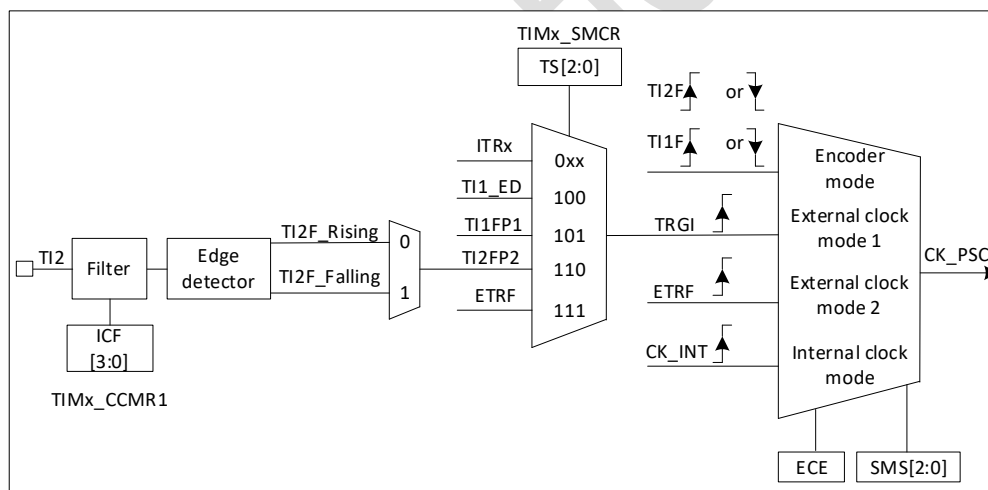 TIMx_SMCR
TS[2:0]
TI2F or
TI1F or
ITRx
0xx
Encoder
mode
TI1_ED
100
TI1FP1
101
TRGI
External clock
mode 1
TI2F_Rising
0
TI2
Filter
Edge
detector
TI2FP2
110
CK_PSC
TI2F_Falling
1
ETRF
111
ETRF
External clock
mode 2
ICF
[3:0]
CK_INT
Internal clock
mode
TIMx_CCMR1
ECE
SMS[2:0]